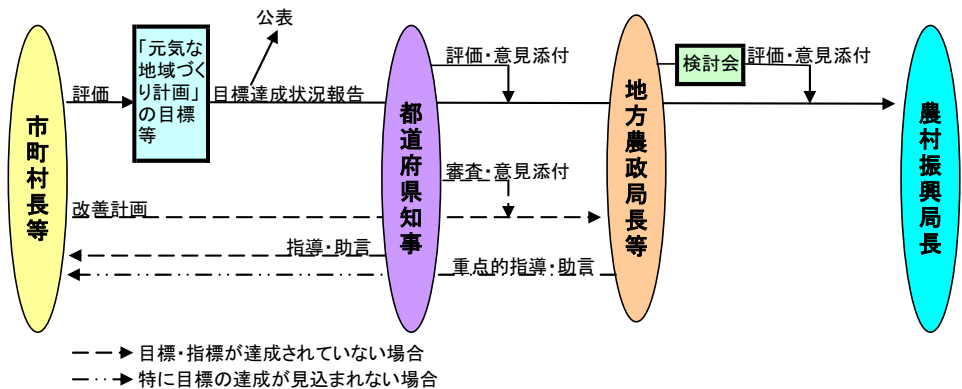 公表
「元気な
地域づく
り計画」
の目標
等
評価
目標達成状況報告
評価・意見添付
検討会
評価・意見添付
市町村長等
都道府県知事
地方農政局長等
農村振興局長
審査・意見添付
改善計画
指導・助言
重点的指導・助言
目標・指標が達成されていない場合
特に目標の達成が見込まれない場合